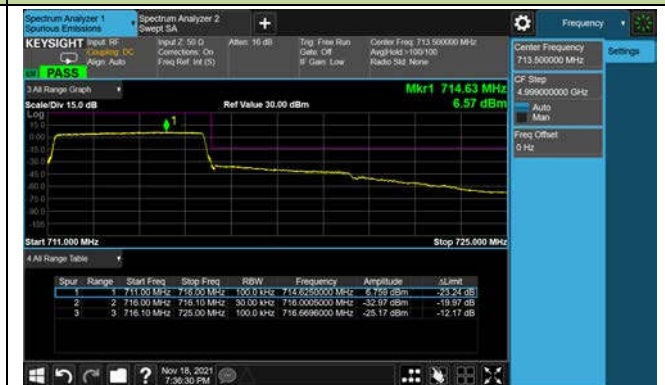 Spectrum Analyzer 1
Spurious Emissions
Spectrum Analyzer 2
Swept SA
+
Frequency
KEYSIGHT
Input: RF
Coupling: DC
Align: Auto
Input Z: 50 Ω
Corrections: On
Freq Ref: Int (S)
Atten: 16 dB
Trig: Free Run
Gate: Off
IF Gain: Low
Center Freq: 713.500000 MHz
Avg|Hold:>100/100
Radio Std: None
PASS
Center Frequency
713.500000 MHz
Settings
CF Step
4.999000000 GHz
Auto
Man
Freq Offset
0 Hz
3 All Range Graph
Mkr1 714.63 MHz
Scale/Div 15.0 dB
Ref Value 30.00 dBm
6.57 dBm
Log
15.0
0.00
-15.0
-30.0
-45.0
-60.0
-75.0
-90.0
-105
1
Start 711.000 MHz
Stop 725.000 MHz
4 All Range Table
Spur Range Start Freq Stop Freq RBW Frequency Amplitude ΔLimit
1 1 711.00 MHz 716.00 MHz 100.0 kHz 714.6250000 MHz 6.759 dBm -23.24 dB
2 2 716.00 MHz 716.10 MHz 30.00 kHz 716.0005000 MHz -32.97 dBm -19.97 dB
3 3 716.10 MHz 725.00 MHz 100.0 kHz 716.6696000 MHz -25.17 dBm -12.17 dB
?
Nov 18, 2021
7:36:30 PM